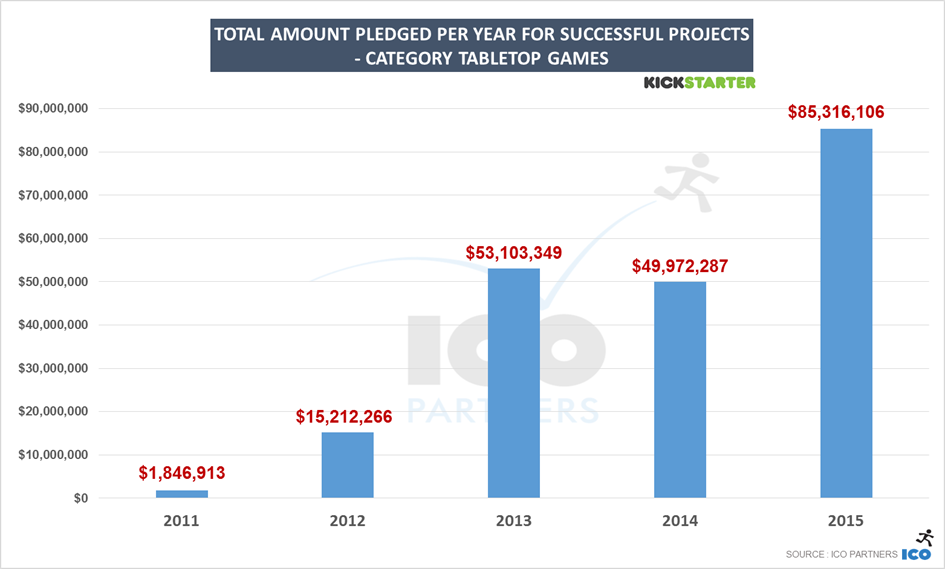 TOTAL AMOUNT PLEDGED PER YEAR FOR SUCCESSFUL PROJECTS
- CATEGORY TABLETOP GAMES
KICKSTARTER
$90,000,000
$85,316,106
$80,000,000
$70,000,000
$60,000,000
$53,103,349
$49,972,287
$50,000,000
$40,000,000
ICO
$30,000,000
$20,000,000
PARTNERS
$15,212,266
$10,000,000
$1,846,913
$0
2011 2012 2013 2014 2015
SOURCE : ICO PARTNERS ICO